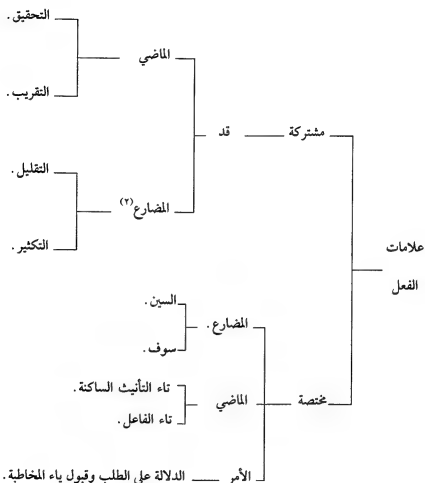 علامات
الفعل
مشتركة
قد
الماضي
التحقيق.
التقريب.
المضارع(٢)
التقليل.
التكثير.
مختصة
المضارع.
السين.
سوف.
الماضي
تاء التأنيث الساكنة.
تاء الفاعل.
الأمر
الدلالة على الطلب وقبول ياء المخاطبة.